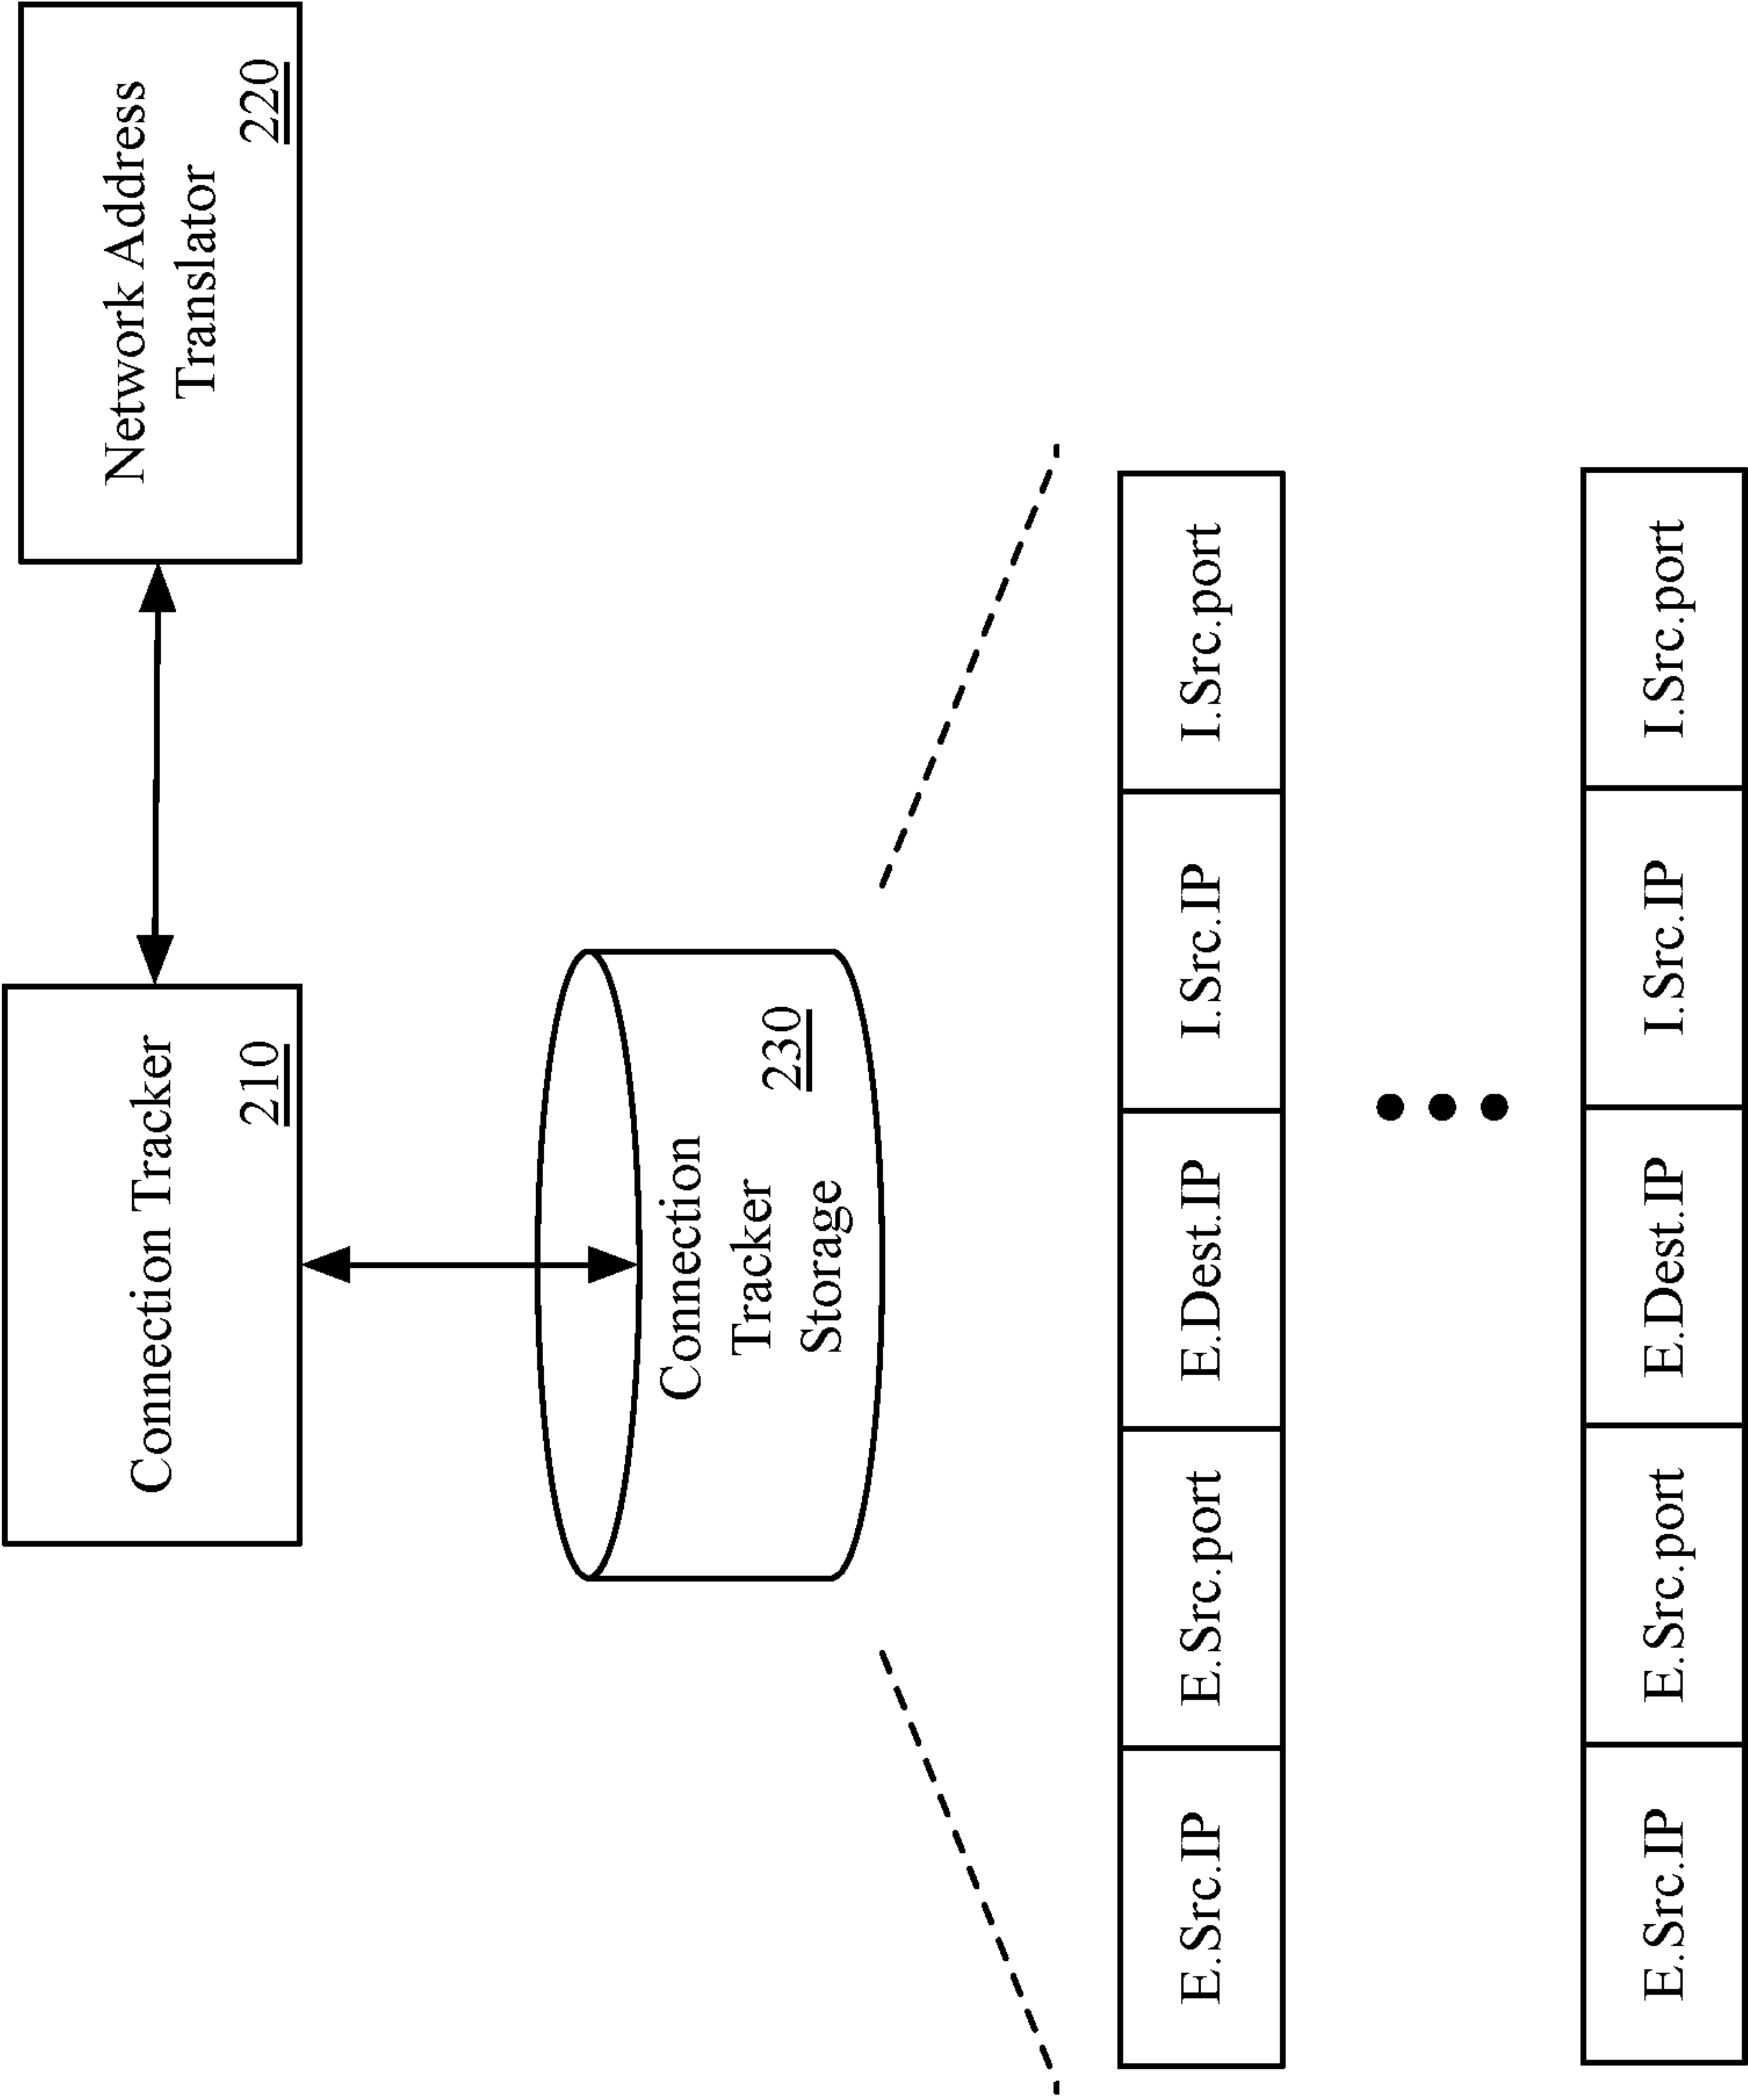 Connection Tracker
210
Network Address
Translator
220
Connection
Tracker
Storage
230
E.Src.IP
E.Src.port
E.Dest.IP
I.Src.IP
I.Src.port
E.Src.IP
E.Src.port
E.Dest.IP
I.Src.IP
I.Src.port